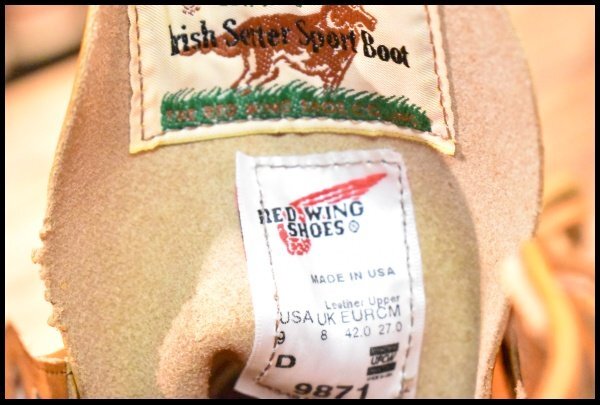 Irish Setter Sport Boot
RED WING
SHOES
MADE IN USA
Leather Upper
USA UK EUR CM
9 8 42.0 27.0
D
9871